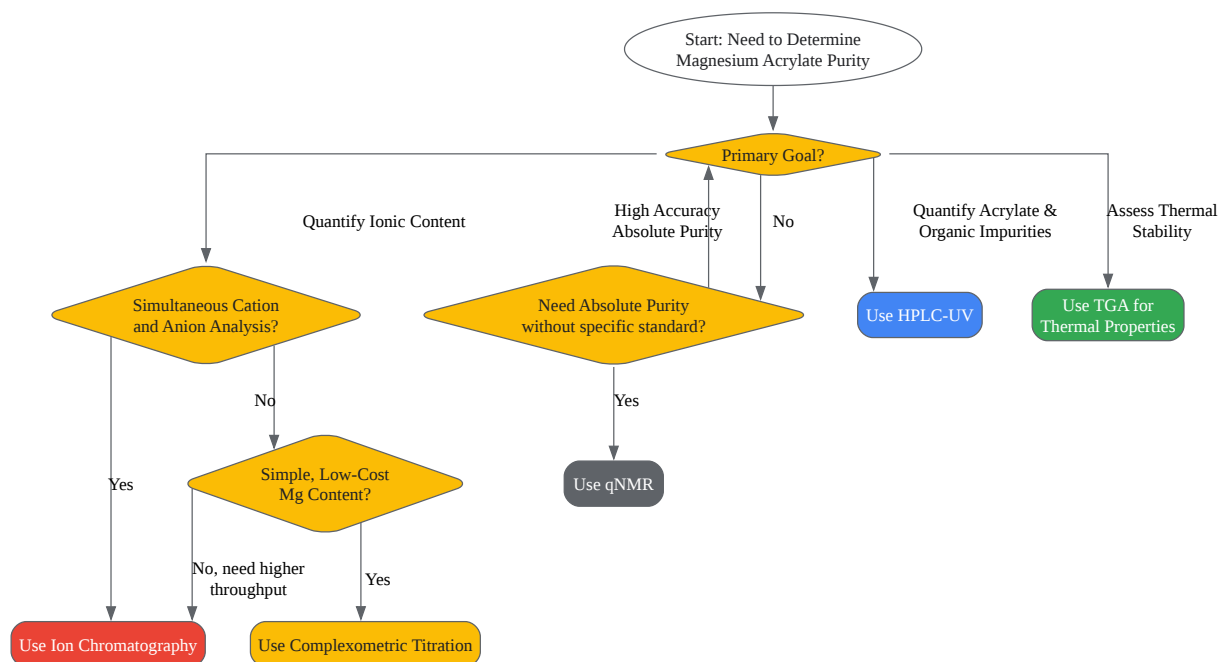 Start: Need to Determine
Magnesium Acrylate Purity
Primary Goal?
Quantify Ionic Content
High Accuracy
Absolute Purity
No
Quantify Acrylate &
Organic Impurities
Assess Thermal
Stability
Simultaneous Cation
and Anion Analysis?
Need Absolute Purity
without specific standard?
Use HPLC-UV
Use TGA for
Thermal Properties
No
Yes
Simple, Low-Cost
Mg Content?
Yes
Use qNMR
No, need higher
throughput
Yes
Use Ion Chromatography
Use Complexometric Titration